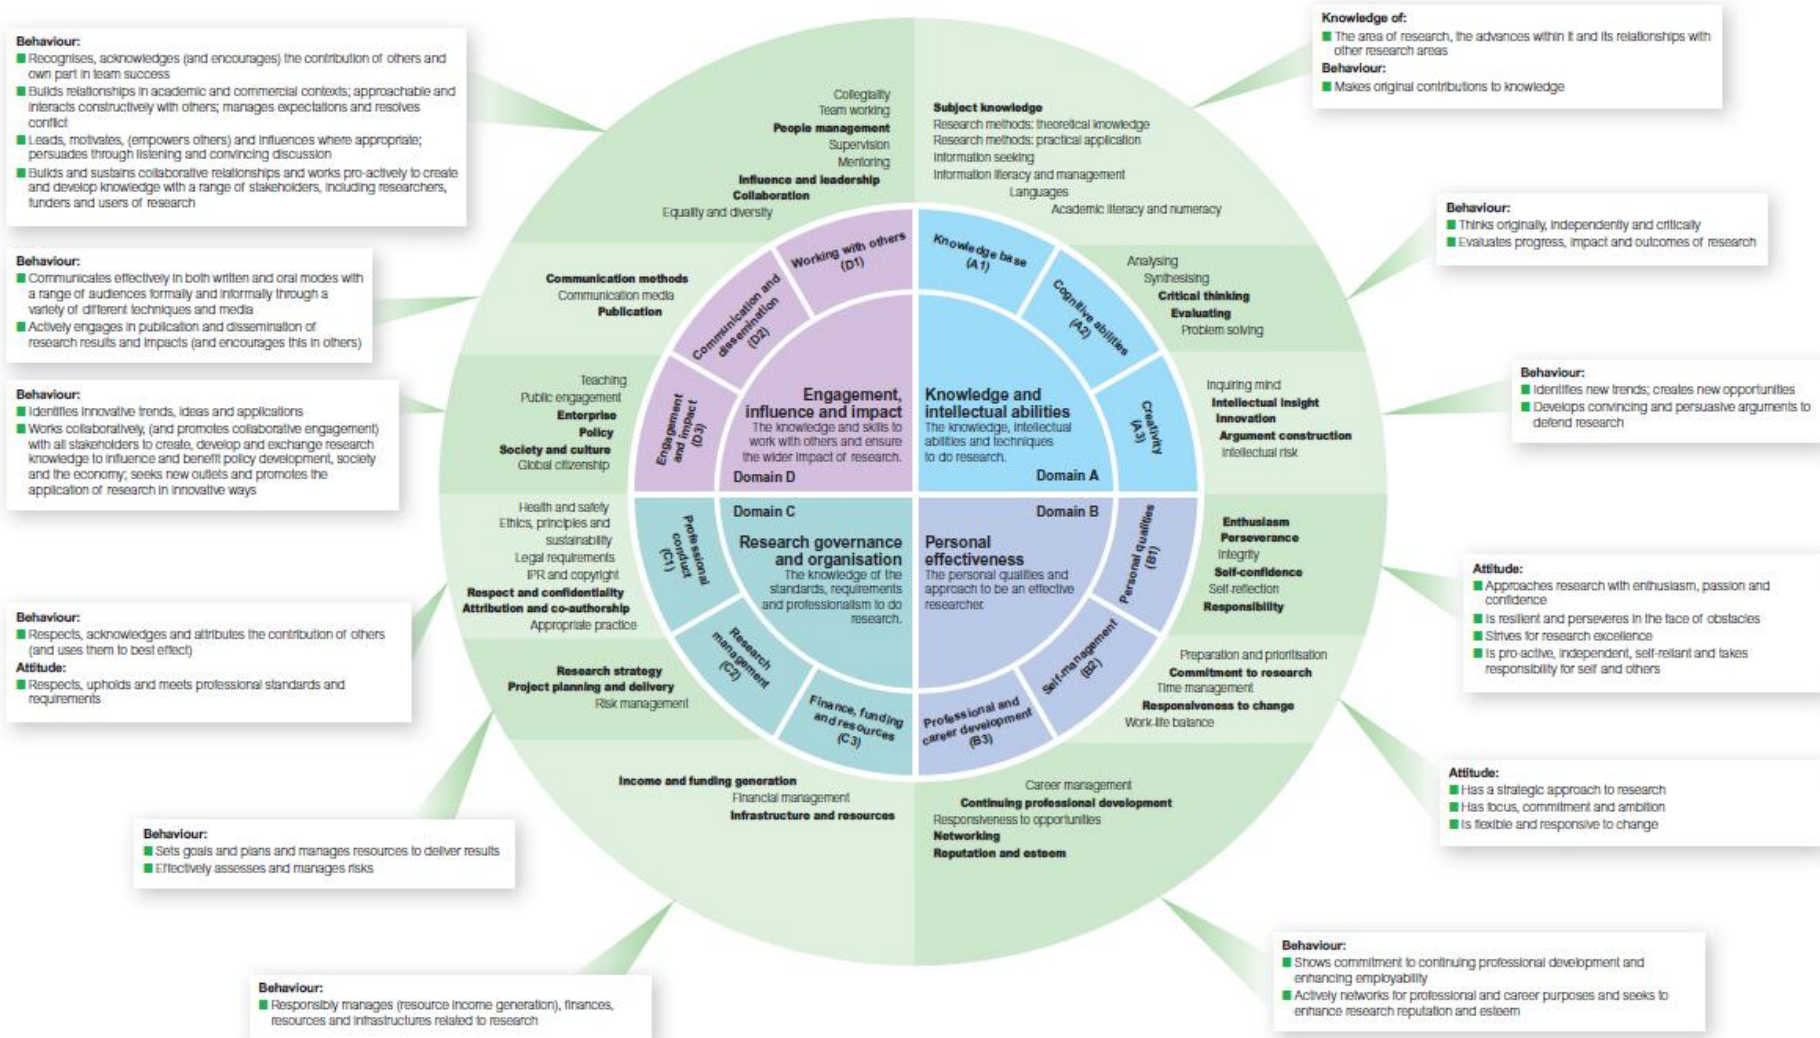 Behaviour:
Recognises, acknowledges (and encourages) the contribution of others and
own part in team success
Builds relationships in academic and commercial contexts; approachable and
interacts constructively with others; manages expectations and resolves
conflict
Leads, motivates, (empowers others) and influences where appropriate;
persuades through listening and convincing discussion
Builds and sustains collaborative relationships and works pro-actively to create
and develop knowledge with a range of stakeholders, including researchers,
funders and users of research
Behaviour:
Communicates effectively in both written and oral modes with
a range of audiences formally and informally through a
variety of different techniques and media
Actively engages in publication and dissemination of
research results and impacts (and encourages this in others)
Behaviour:
Identifies innovative trends, ideas and applications
Works collaboratively, (and promotes collaborative engagement)
with all stakeholders to create, develop and exchange research
knowledge to influence and benefit policy development, society
and the economy; seeks new outlets and promotes the
application of research in innovative ways
Behaviour:
Respects, acknowledges and attributes the contribution of others
(and uses them to best effect)
Attitude:
Respects, upholds and meets professional standards and
requirements
Behaviour:
Sets goals and plans and manages resources to deliver results
Effectively assesses and manages risks
Behaviour:
Responsibly manages (resource income generation), finances,
resources and infrastructures related to research
Collegiality
Team working
People management
Supervision
Mentoring
Influence and leadership
Collaboration
Equality and diversity
Communication methods
Communication media
Publication
Teaching
Public engagement
Enterprise
Policy
Society and culture
Global citizenship
Health and safety
Ethics, principles and
sustainability
Legal requirements
IPR and copyright
Respect and confidentiality
Attribution and co-authorship
Appropriate practice
Research strategy
Project planning and delivery
Risk management
Income and funding generation
Financial management
Infrastructure and resources
Working with others
(D1)
Communication and
dissemination
(D2)
Engagement
and impact
(D3)
Professional
conduct
(C1)
Research
management
(C2)
Finance, funding
and resources
(C3)
Engagement,
influence and impact
The knowledge and skills to
work with others and ensure
the wider impact of research.
Domain D
Domain C
Research governance
and organisation
The knowledge of the
standards, requirements
and professionalism to do
research.
Knowledge and
intellectual abilities
The knowledge, intellectual
abilities and techniques
to do research.
Domain A
Domain B
Personal
effectiveness
The personal qualities and
approach to be an effective
researcher.
Knowledge base
(A1)
Cognitive abilities
(A2)
Creativity
(A3)
Personal qualities
(B1)
Self-management
(B2)
Professional and
career development
(B3)
Subject knowledge
Research methods: theoretical knowledge
Research methods: practical application
Information seeking
Information literacy and management
Languages
Academic literacy and numeracy
Analysing
Synthesising
Critical thinking
Evaluating
Problem solving
Inquiring mind
Intellectual insight
Innovation
Argument construction
Intellectual risk
Enthusiasm
Perseverance
Integrity
Self-confidence
Self-reflection
Responsibility
Preparation and prioritisation
Commitment to research
Time management
Responsiveness to change
Work-life balance
Career management
Continuing professional development
Responsiveness to opportunities
Networking
Reputation and esteem
Knowledge of:
The area of research, the advances within it and its relationships with
other research areas
Behaviour:
Makes original contributions to knowledge
Behaviour:
Thinks originally, independently and critically
Evaluates progress, impact and outcomes of research
Behaviour:
Identifies new trends; creates new opportunities
Develops convincing and persuasive arguments to
defend research
Attitude:
Approaches research with enthusiasm, passion and
confidence
Is resilient and perseveres in the face of obstacles
Strives for research excellence
Is pro-active, independent, self-reliant and takes
responsibility for self and others
Attitude:
Has a strategic approach to research
Has focus, commitment and ambition
Is flexible and responsive to change
Behaviour:
Shows commitment to continuing professional development and
enhancing employability
Actively networks for professional and career purposes and seeks to
enhance research reputation and esteem